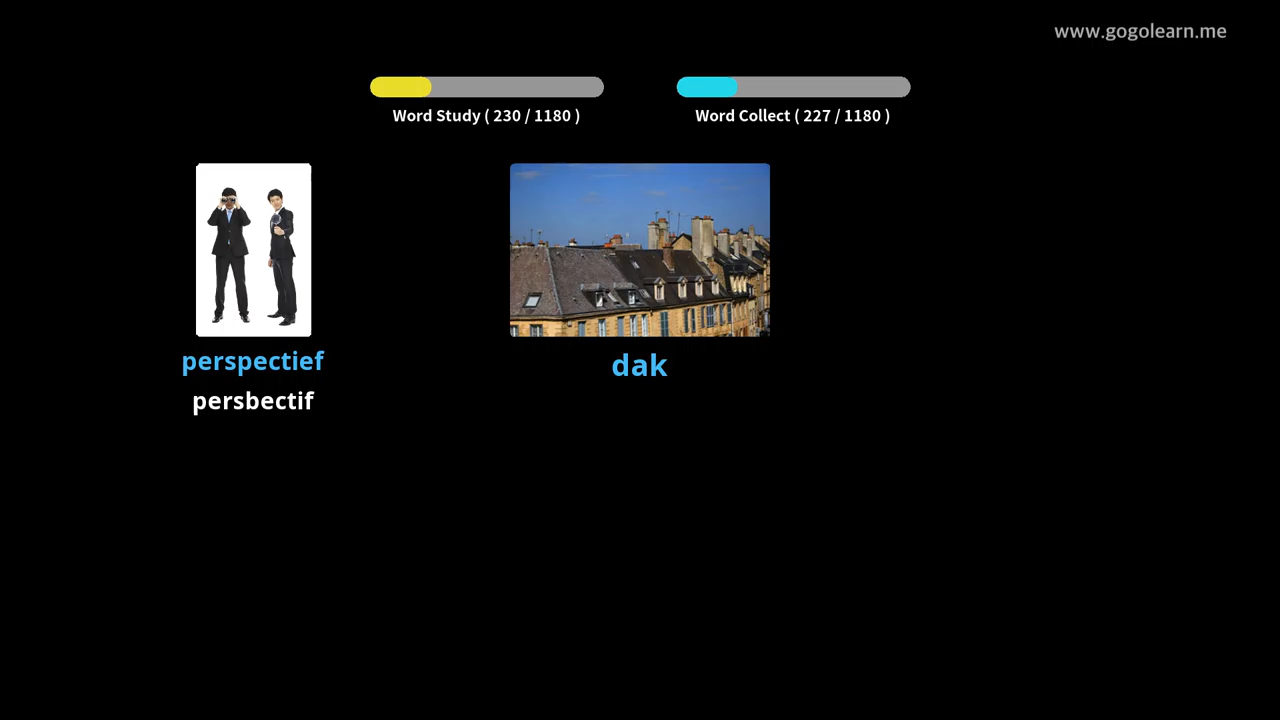 www.gogolearn.me
Word Study ( 230 / 1180 )
Word Collect ( 227 / 1180 )
perspectief
persbectif
dak